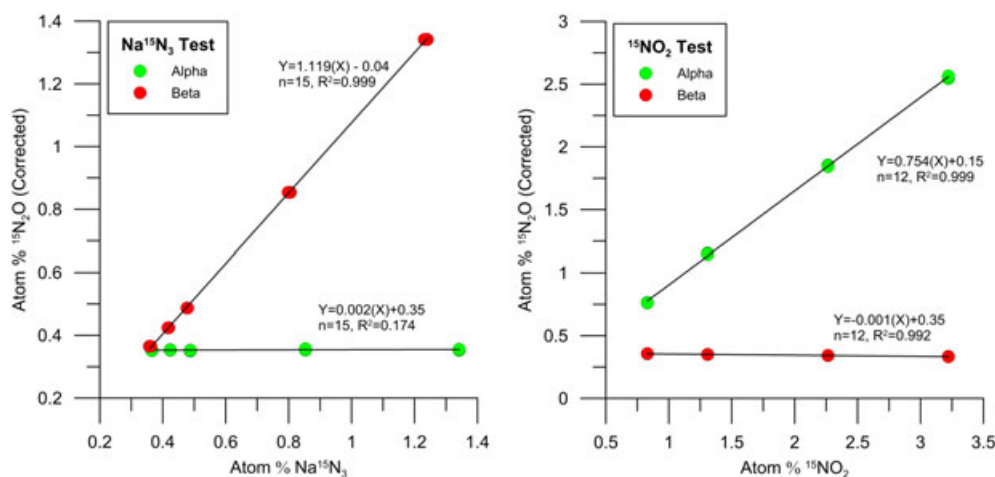 1.4
1.2
1
0.8
0.6
0.4
0.2
Atom % ¹⁵N₂O (Corrected)
Na¹⁵N₃ Test
Alpha
Beta
Y=1.119(X) - 0.04
n=15, R²=0.999
Y=0.002(X)+0.35
n=15, R²=0.174
0.2 0.4 0.6 0.8 1 1.2 1.4
Atom % Na¹⁵N₃
3
2.5
2
1.5
1
0.5
0
Atom % ¹⁵N₂O (Corrected)
¹⁵NO₂ Test
Alpha
Beta
Y=0.754(X)+0.15
n=12, R²=0.999
Y=-0.001(X)+0.35
n=12, R²=0.992
0.5 1 1.5 2 2.5 3 3.5
Atom % ¹⁵NO₂